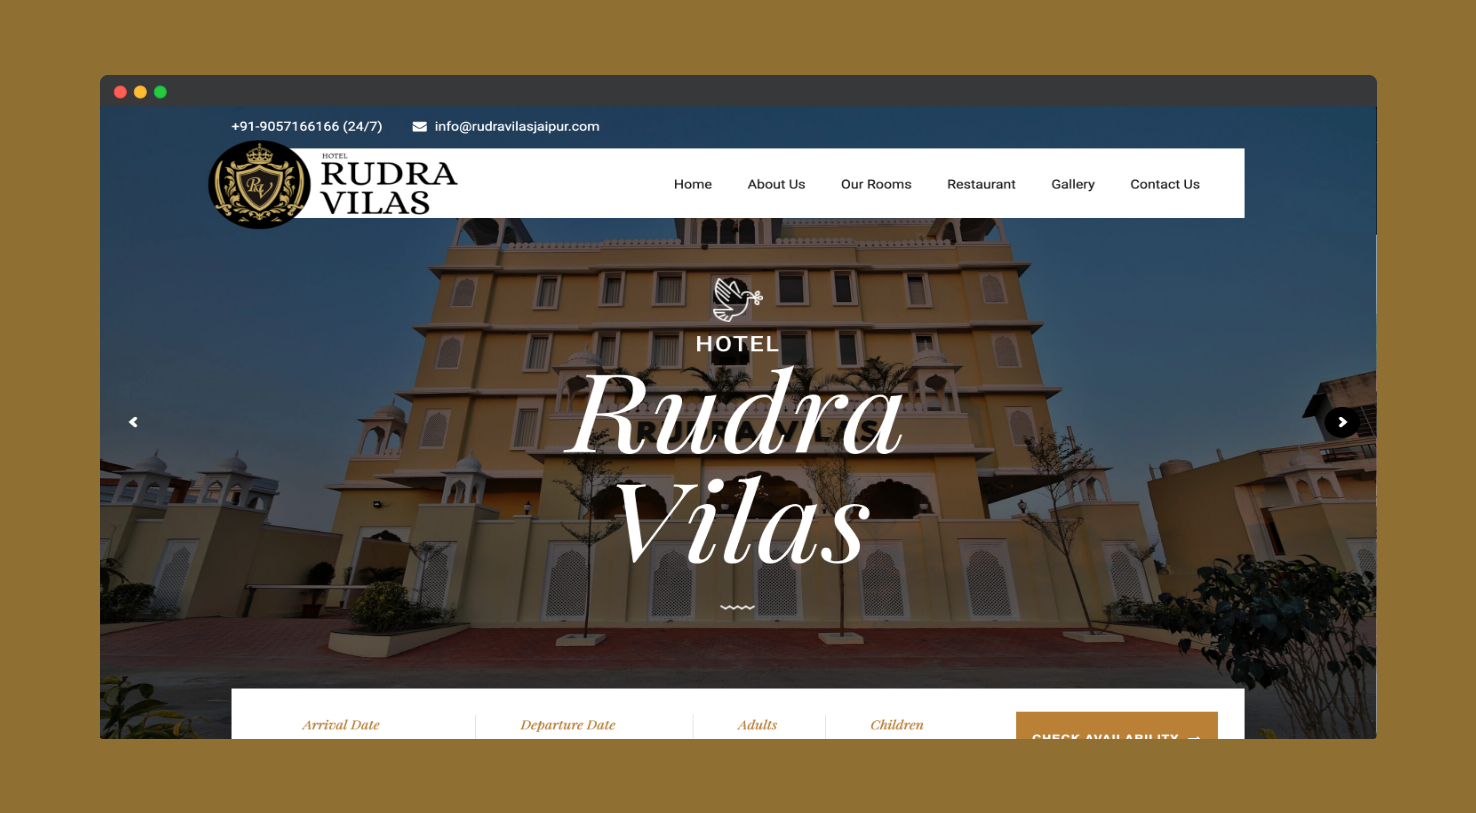 +91-9057166166 (24/7) info@rudravilasjaipur.com
HOTEL
RUDRA
VILAS
Home About Us Our Rooms Restaurant Gallery Contact Us
HOTEL
Rudra
RUDRA VILAS
Vilas
Arrival Date Departure Date Adults Children
CHECK AVAILABILITY